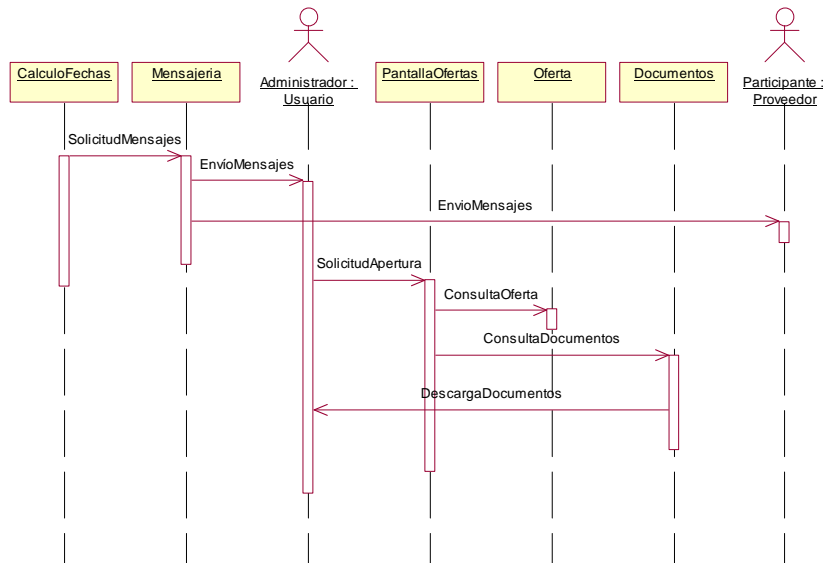 CalculoFechas
Mensajeria
Administrador :
Usuario
PantallaOfertas
Oferta
Documentos
Participante :
Proveedor
SolicitudMensajes
EnvioMensajes
EnvioMensajes
SolicitudApertura
ConsultaOferta
ConsultaDocumentos
DescargaDocumentos